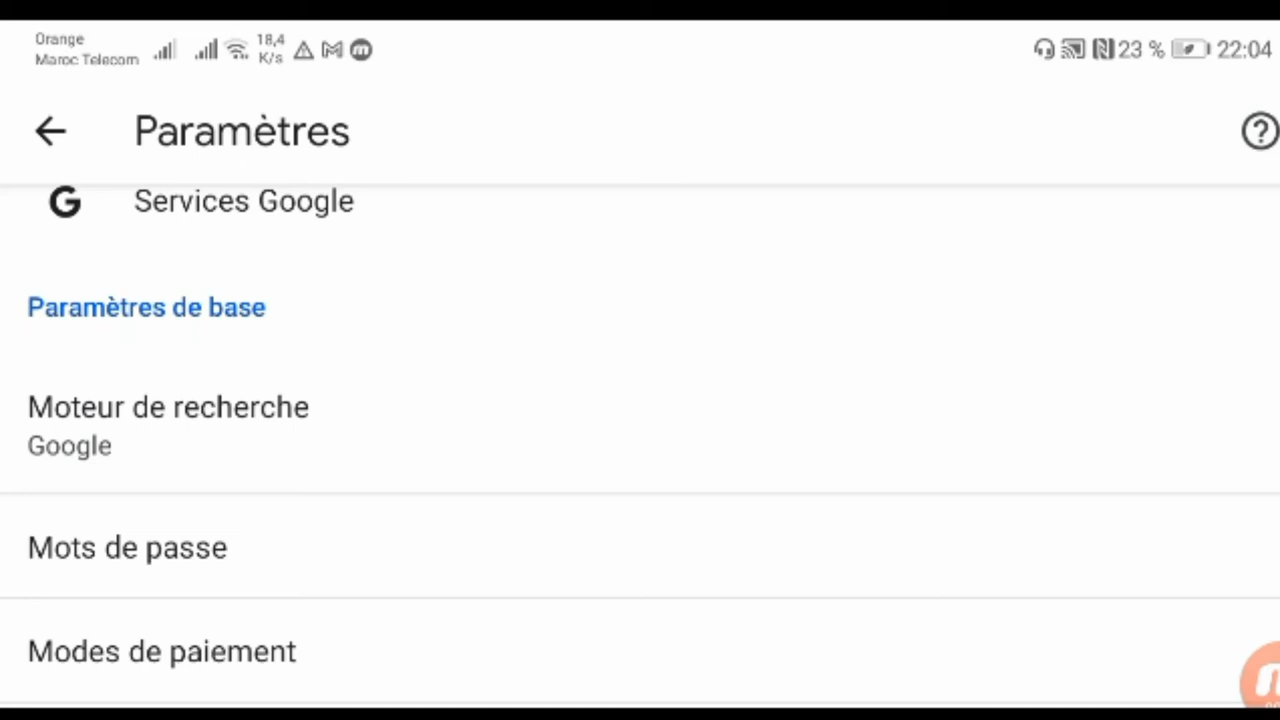 Orange
Maroc Telecom
18,4
K/s
23 %
22:04
Paramètres
Services Google
Paramètres de base
Moteur de recherche
Google
Mots de passe
Modes de paiement